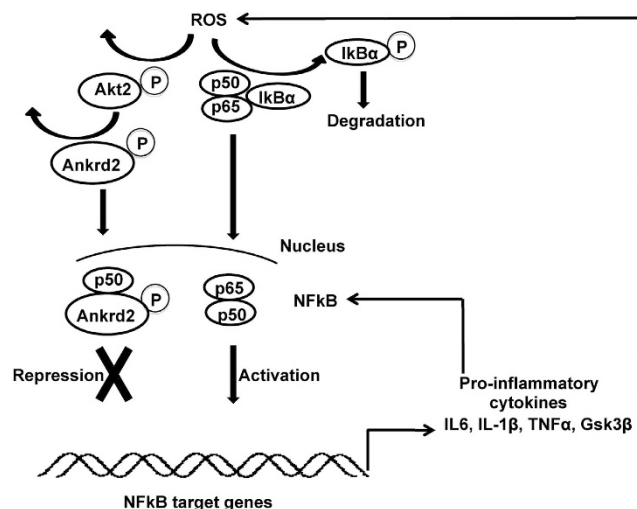 ROS
IkBα
P
Akt2
P
p50
p65
IkBα
Degradation
Ankrd2
P
Nucleus
p50
Ankrd2
P
p65
p50
NFkB
Repression
Activation
Pro-inflammatory
cytokines
IL6, IL-1β, TNFα, Gsk3β
NFkB target genes